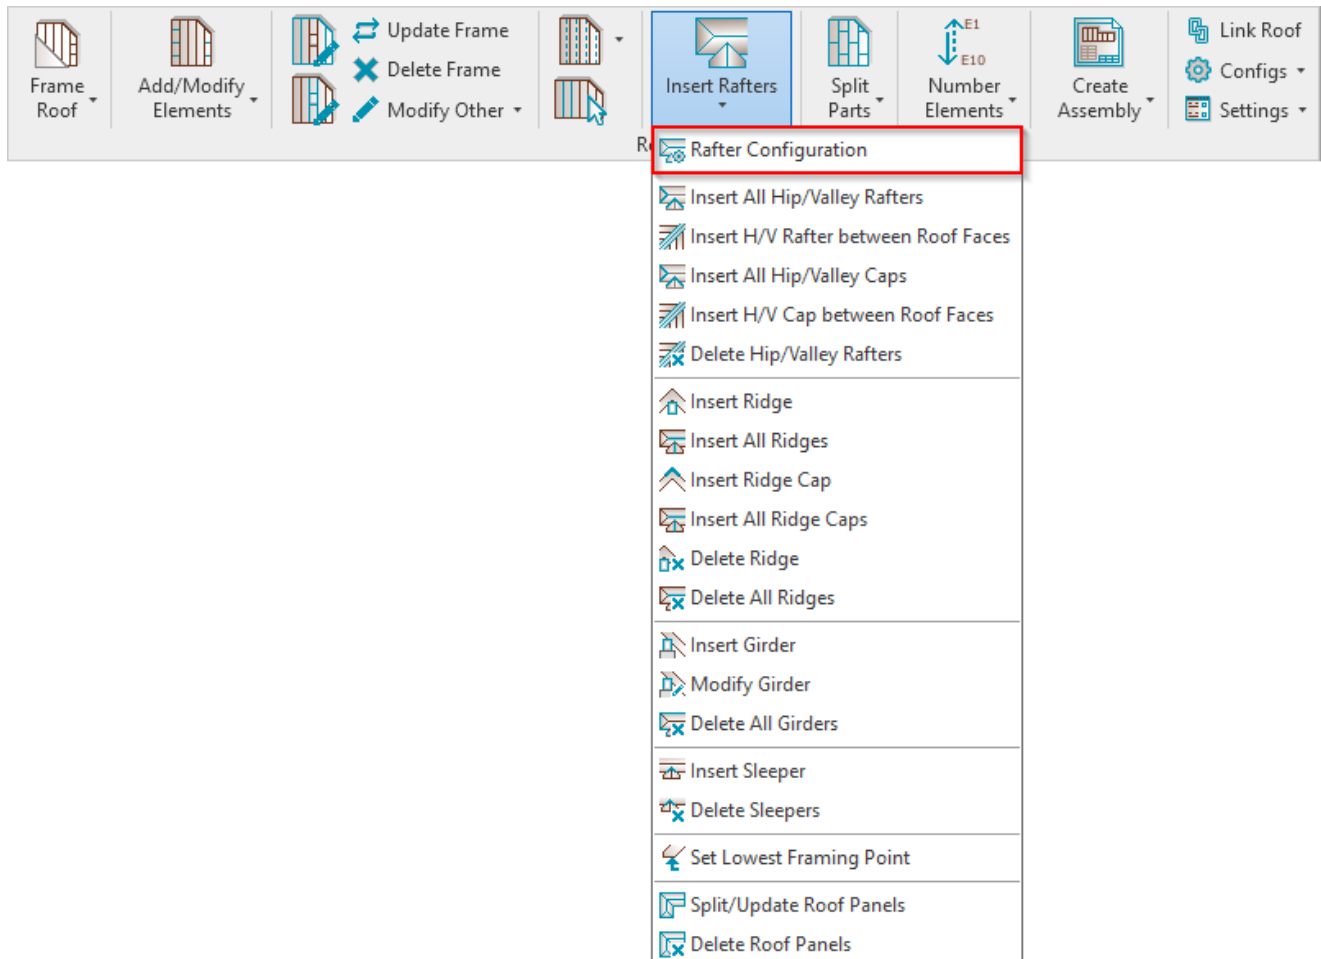 Frame
Roof
Add/Modify
Elements
Update Frame
Delete Frame
Modify Other
Insert Rafters
Split
Parts
E1
E10
Number
Elements
Create
Assembly
Link Roof
Configs
Settings
Rafter Configuration
Insert All Hip/Valley Rafters
Insert H/V Rafter between Roof Faces
Insert All Hip/Valley Caps
Insert H/V Cap between Roof Faces
Delete Hip/Valley Rafters
Insert Ridge
Insert All Ridges
Insert Ridge Cap
Insert All Ridge Caps
Delete Ridge
Delete All Ridges
Insert Girder
Modify Girder
Delete All Girders
Insert Sleeper
Delete Sleepers
Set Lowest Framing Point
Split/Update Roof Panels
Delete Roof Panels